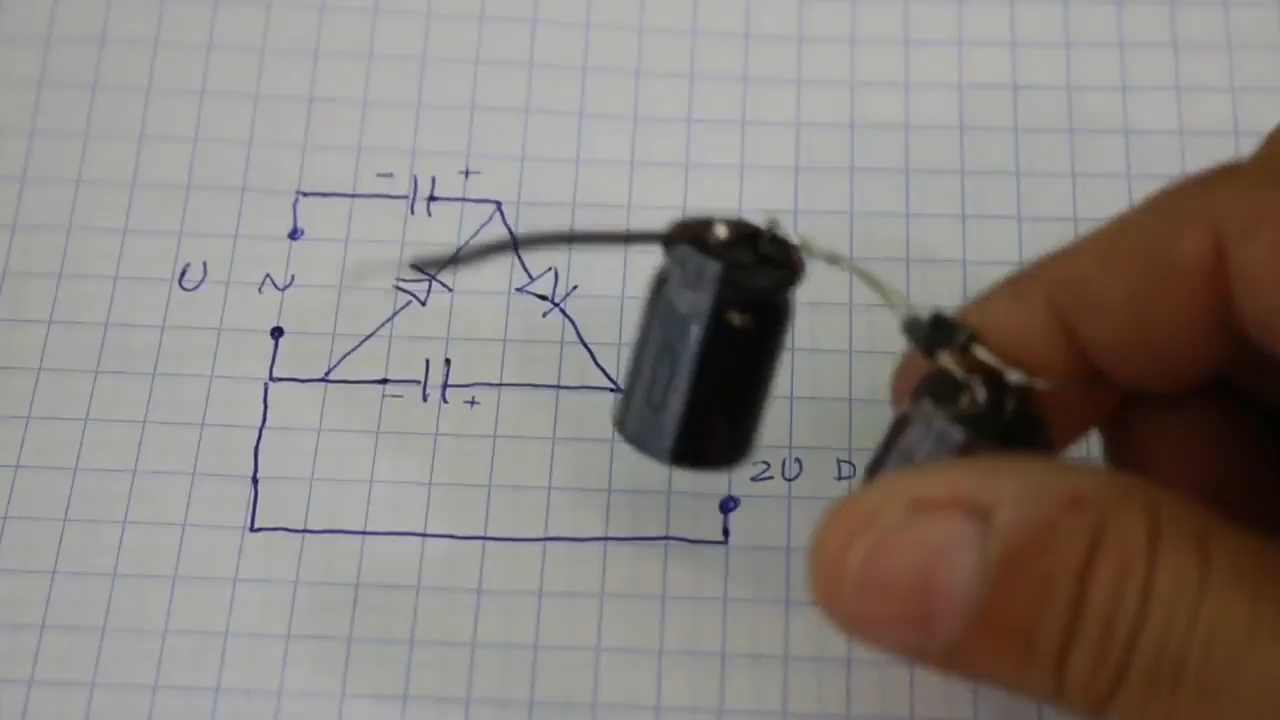 - +
U ~
- +
2U D